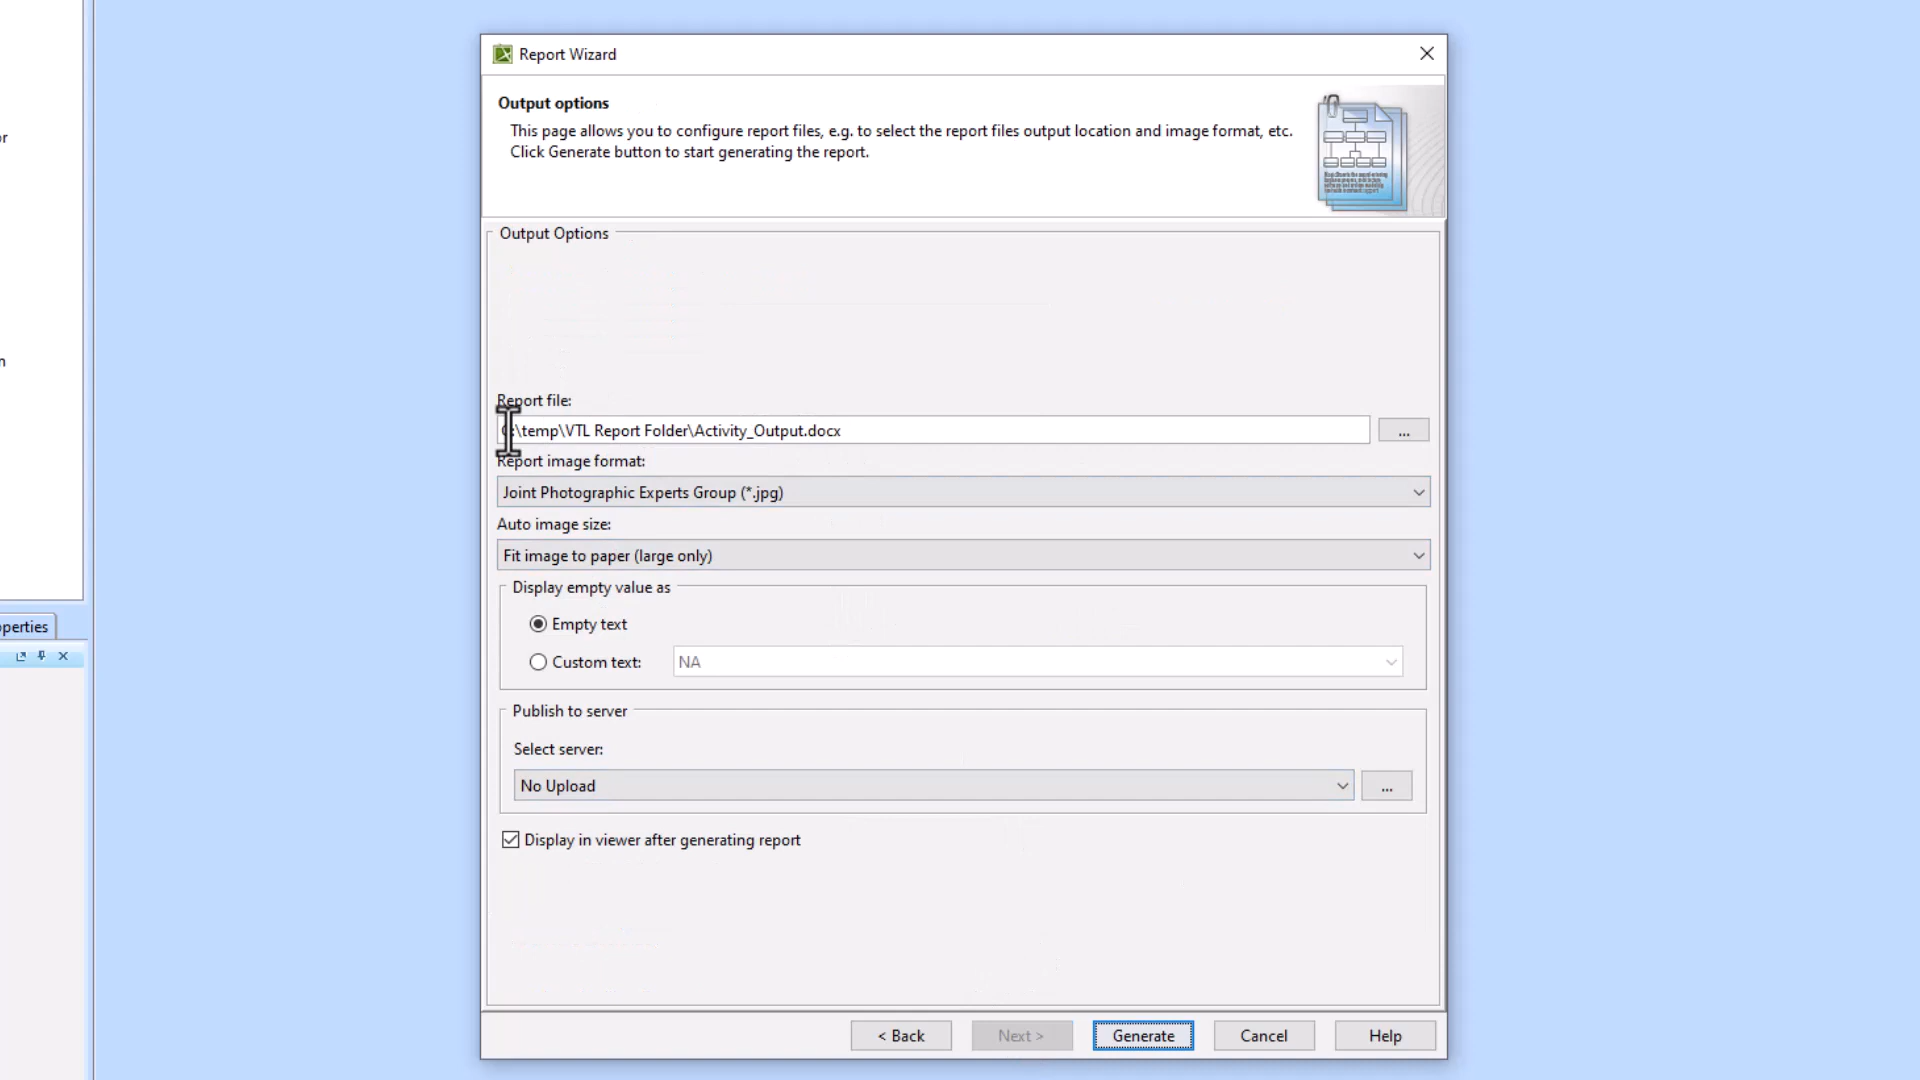 Report Wizard
Output options
This page allows you to configure report files, e.g. to select the report files output location and image format, etc.
Click Generate button to start generating the report.
Output Options
Report file:
C:\temp\VTL Report Folder\Activity_Output.docx
...
Report image format:
Joint Photographic Experts Group (*.jpg)
Auto image size:
Fit image to paper (large only)
Display empty value as
Empty text
Custom text:
NA
Publish to server
Select server:
No Upload
...
Display in viewer after generating report
< Back
Next >
Generate
Cancel
Help
or
n
operties